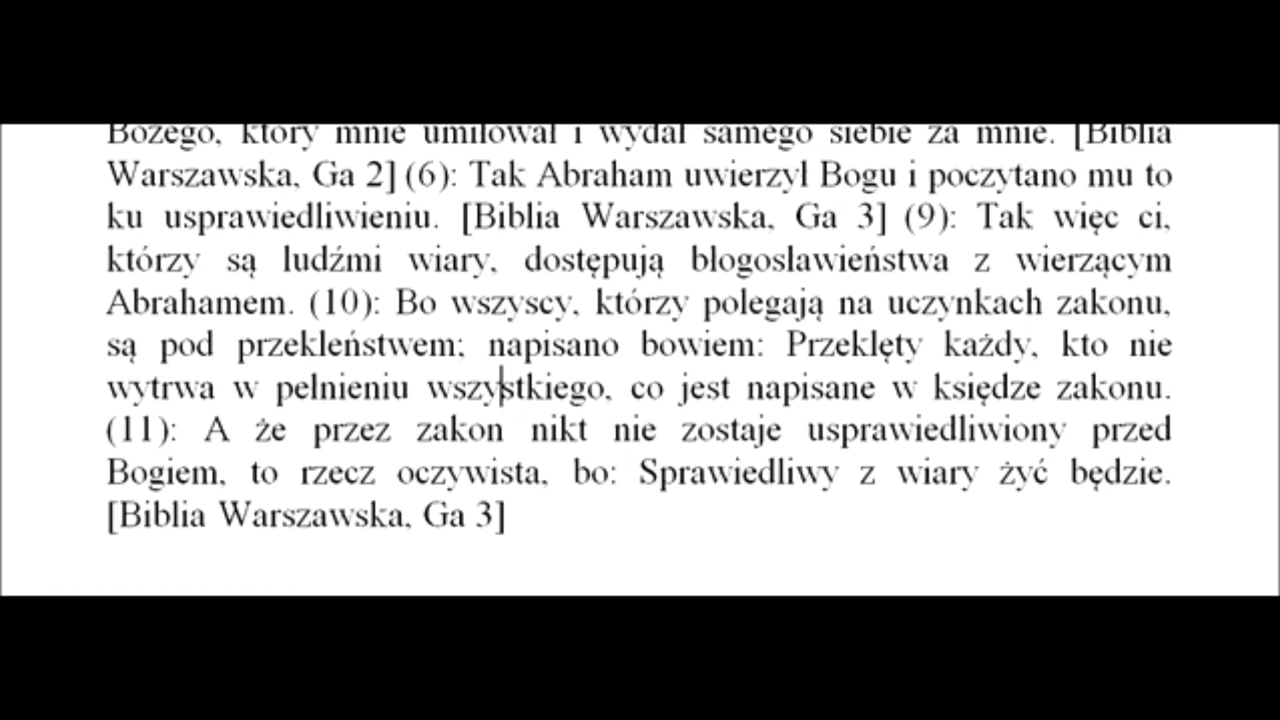 Bożego, który mnie umiłował i wydał samego siebie za mnie. [Biblia
Warszawska, Ga 2] (6): Tak Abraham uwierzył Bogu i poczytano mu to
ku usprawiedliwieniu. [Biblia Warszawska, Ga 3] (9): Tak więc ci,
którzy są ludźmi wiary, dostępują błogosławieństwa z wierzącym
Abrahamem. (10): Bo wszyscy, którzy polegają na uczynkach zakonu,
są pod przekleństwem; napisano bowiem: Przeklęty każdy, kto nie
wytrwa w pełnieniu wszystkiego, co jest napisane w księdze zakonu.
(11): A że przez zakon nikt nie zostaje usprawiedliwiony przed
Bogiem, to rzecz oczywista, bo: Sprawiedliwy z wiary żyć będzie.
[Biblia Warszawska, Ga 3]